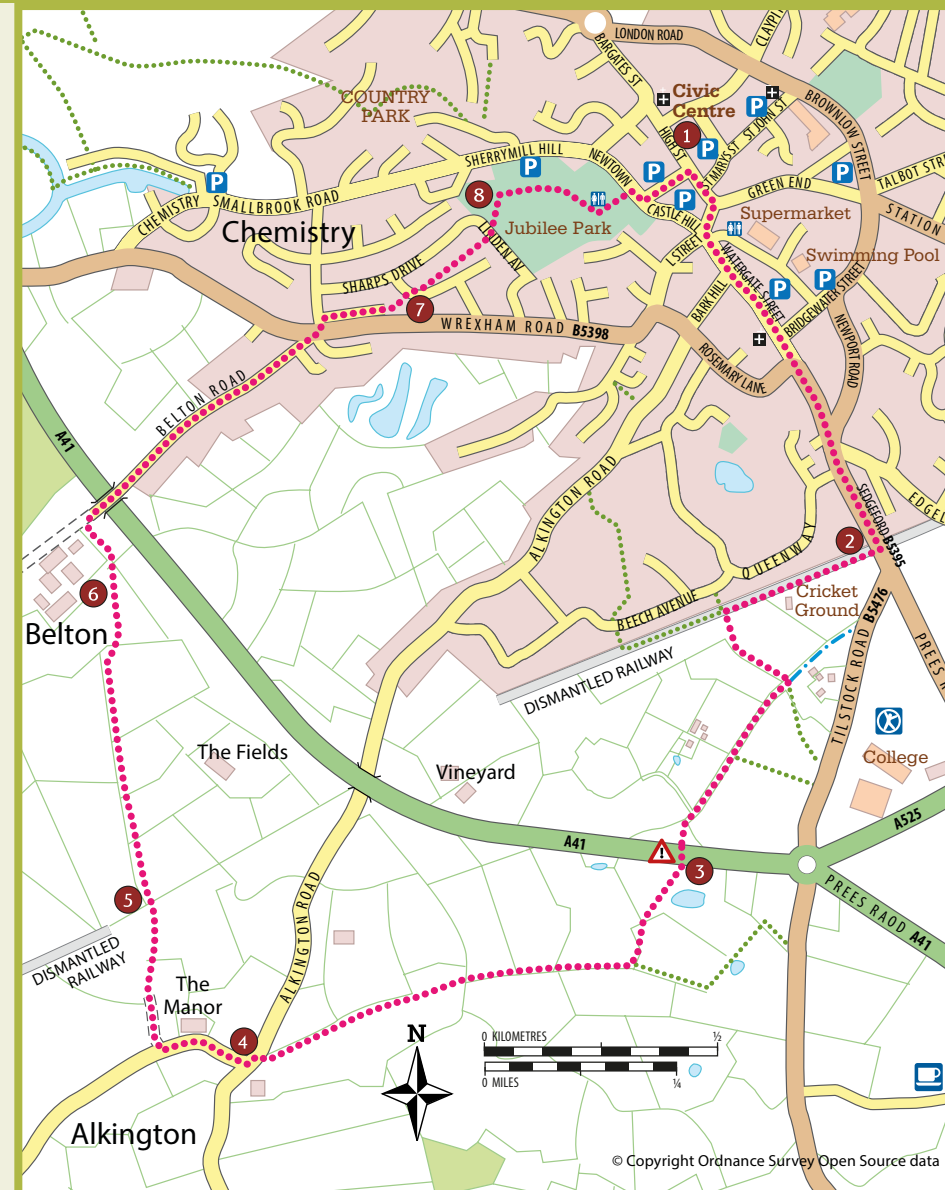 LONDON ROAD
BARGATES ST
CLAYPIT
COUNTRY
PARK
Civic
Centre
P
BROWNLOW STREET
1
HIGH ST
P
ST MARYS ST
ST JOHN ST
SHERRYMILL HILL
P
NEWTOWN
P
P
TALBOT STR
GREEN END
P
CHEMISTRY
SMALLBROOK ROAD
8
P
CASTLE HILL
STATION
Chemistry
Jubilee Park
Supermarket
LINDEN AV
L STREET
WATERGATE STREET
Swimming Pool
SHARPS DRIVE
BARK HILL
P
P
BRIDGEWATER STREET
7
WREXHAM ROAD B5398
ROSEMARY LANE
NEWPORT ROAD
BELTON ROAD
A41
ALKINGTON ROAD
SEDGEFORD B5395
EDGEL
2
QUEENWAY
6
Cricket
Ground
BEECH AVENUE
Belton
DISMANTLED RAILWAY
TILSTOCK ROAD B5476
PREES R
The Fields
Vineyard
College
A41
!
A525
3
PREES RAOD A41
5
DISMANTLED
RAILWAY
ALKINGTON ROAD
The
Manor
4
N
0 KILOMETRES ½
0 MILES ¼
Alkington
© Copyright Ordnance Survey Open Source data